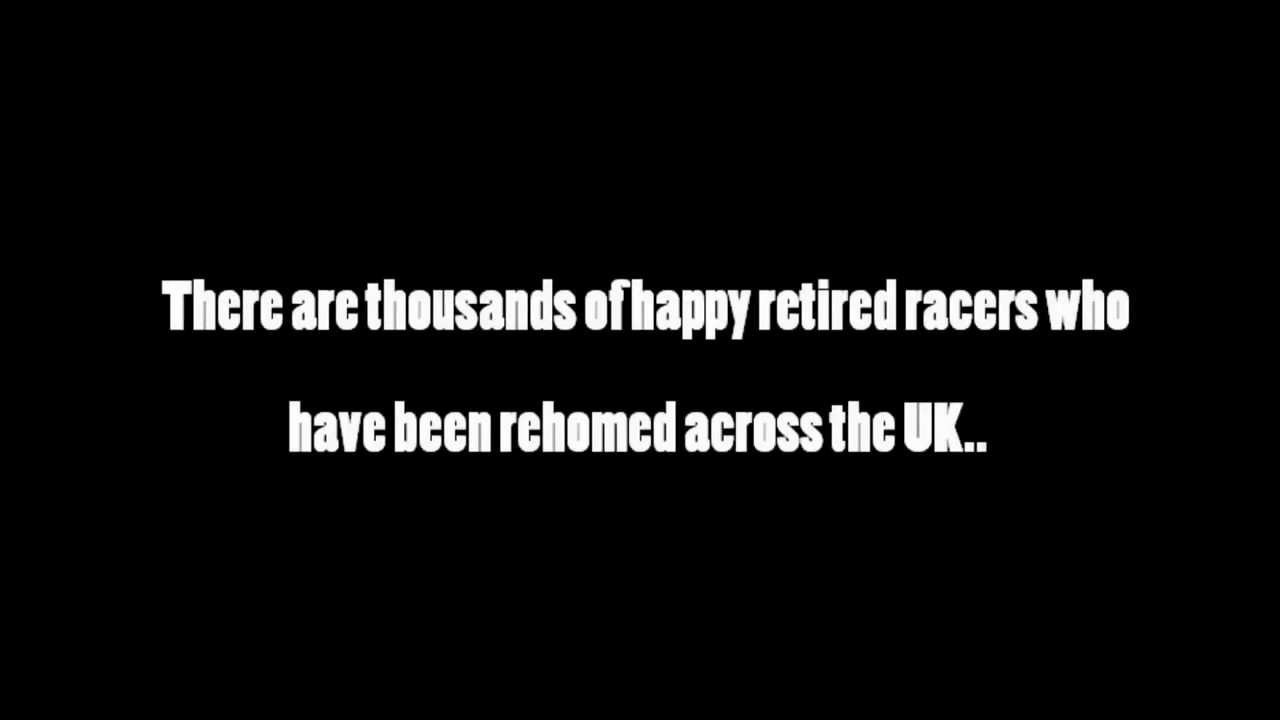 There are thousands of happy retired racers who
have been rehomed across the UK..